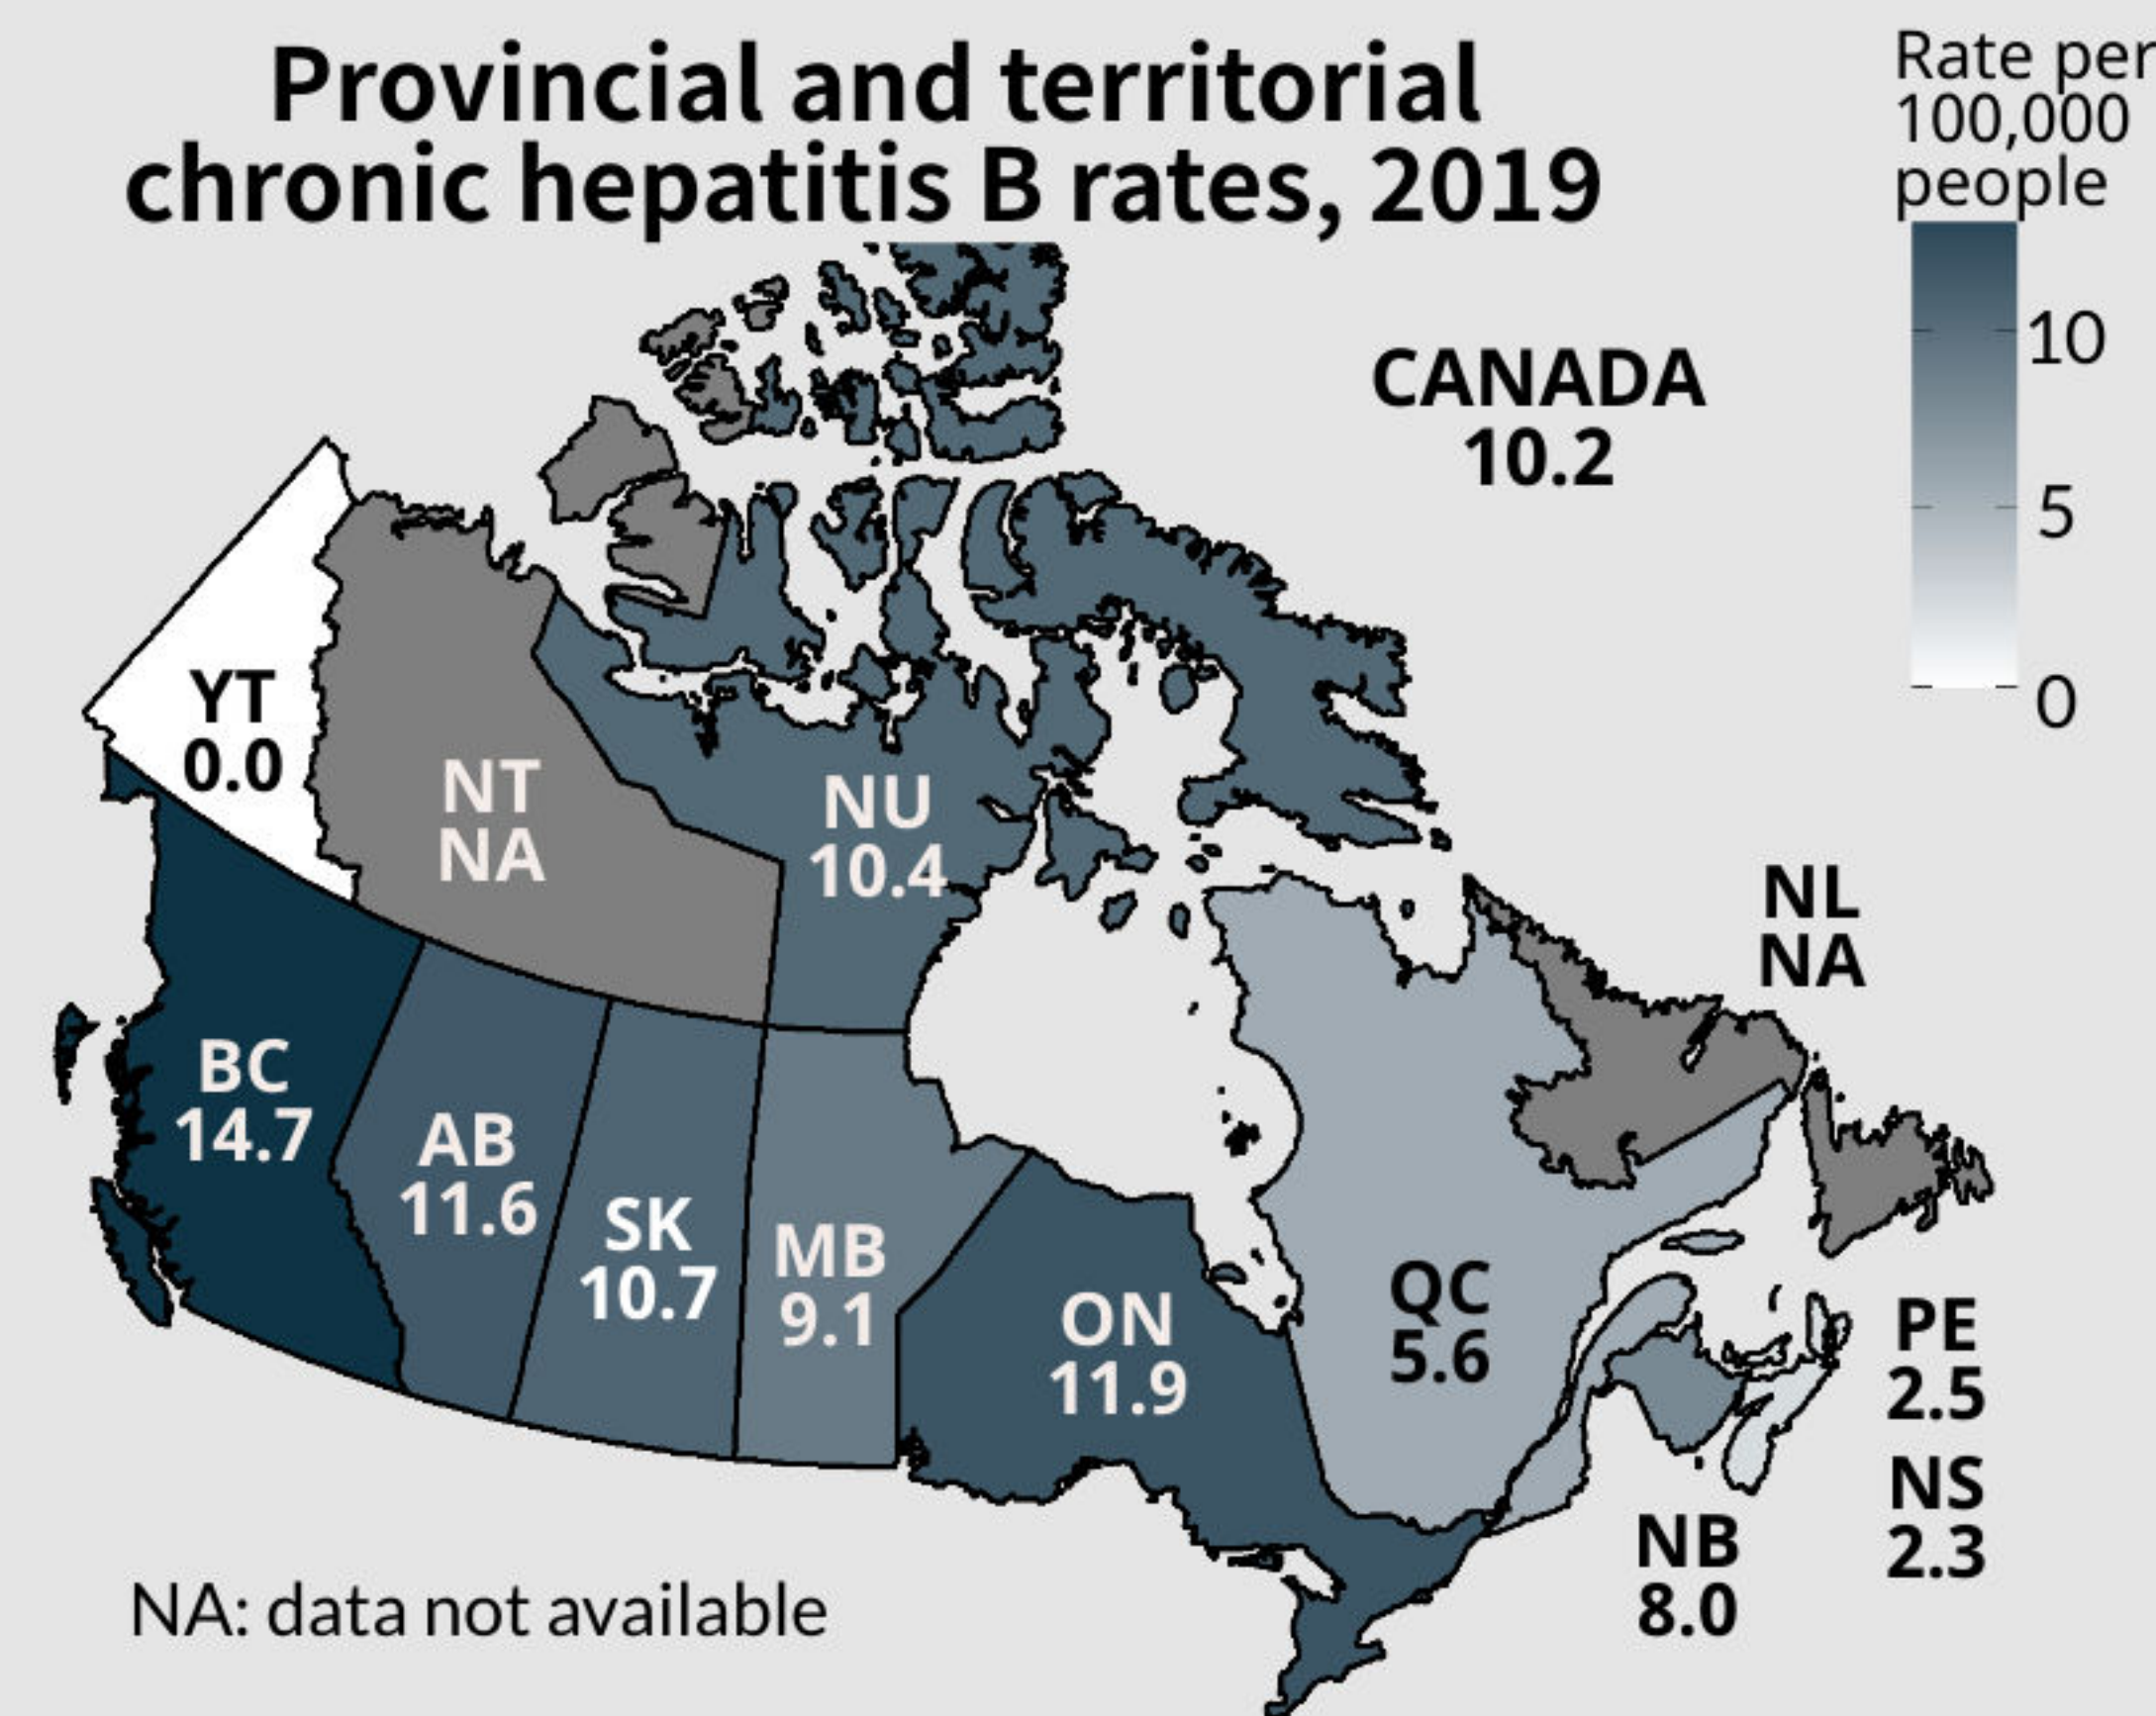 Provincial and territorial
chronic hepatitis B rates, 2019
Rate per
100,000
people
10
5
0
CANADA
10.2
YT
0.0
NT
NA
NU
10.4
NL
NA
BC
14.7
AB
11.6
SK
10.7
MB
9.1
ON
11.9
QC
5.6
PE
2.5
NS
2.3
NB
8.0
NA: data not available